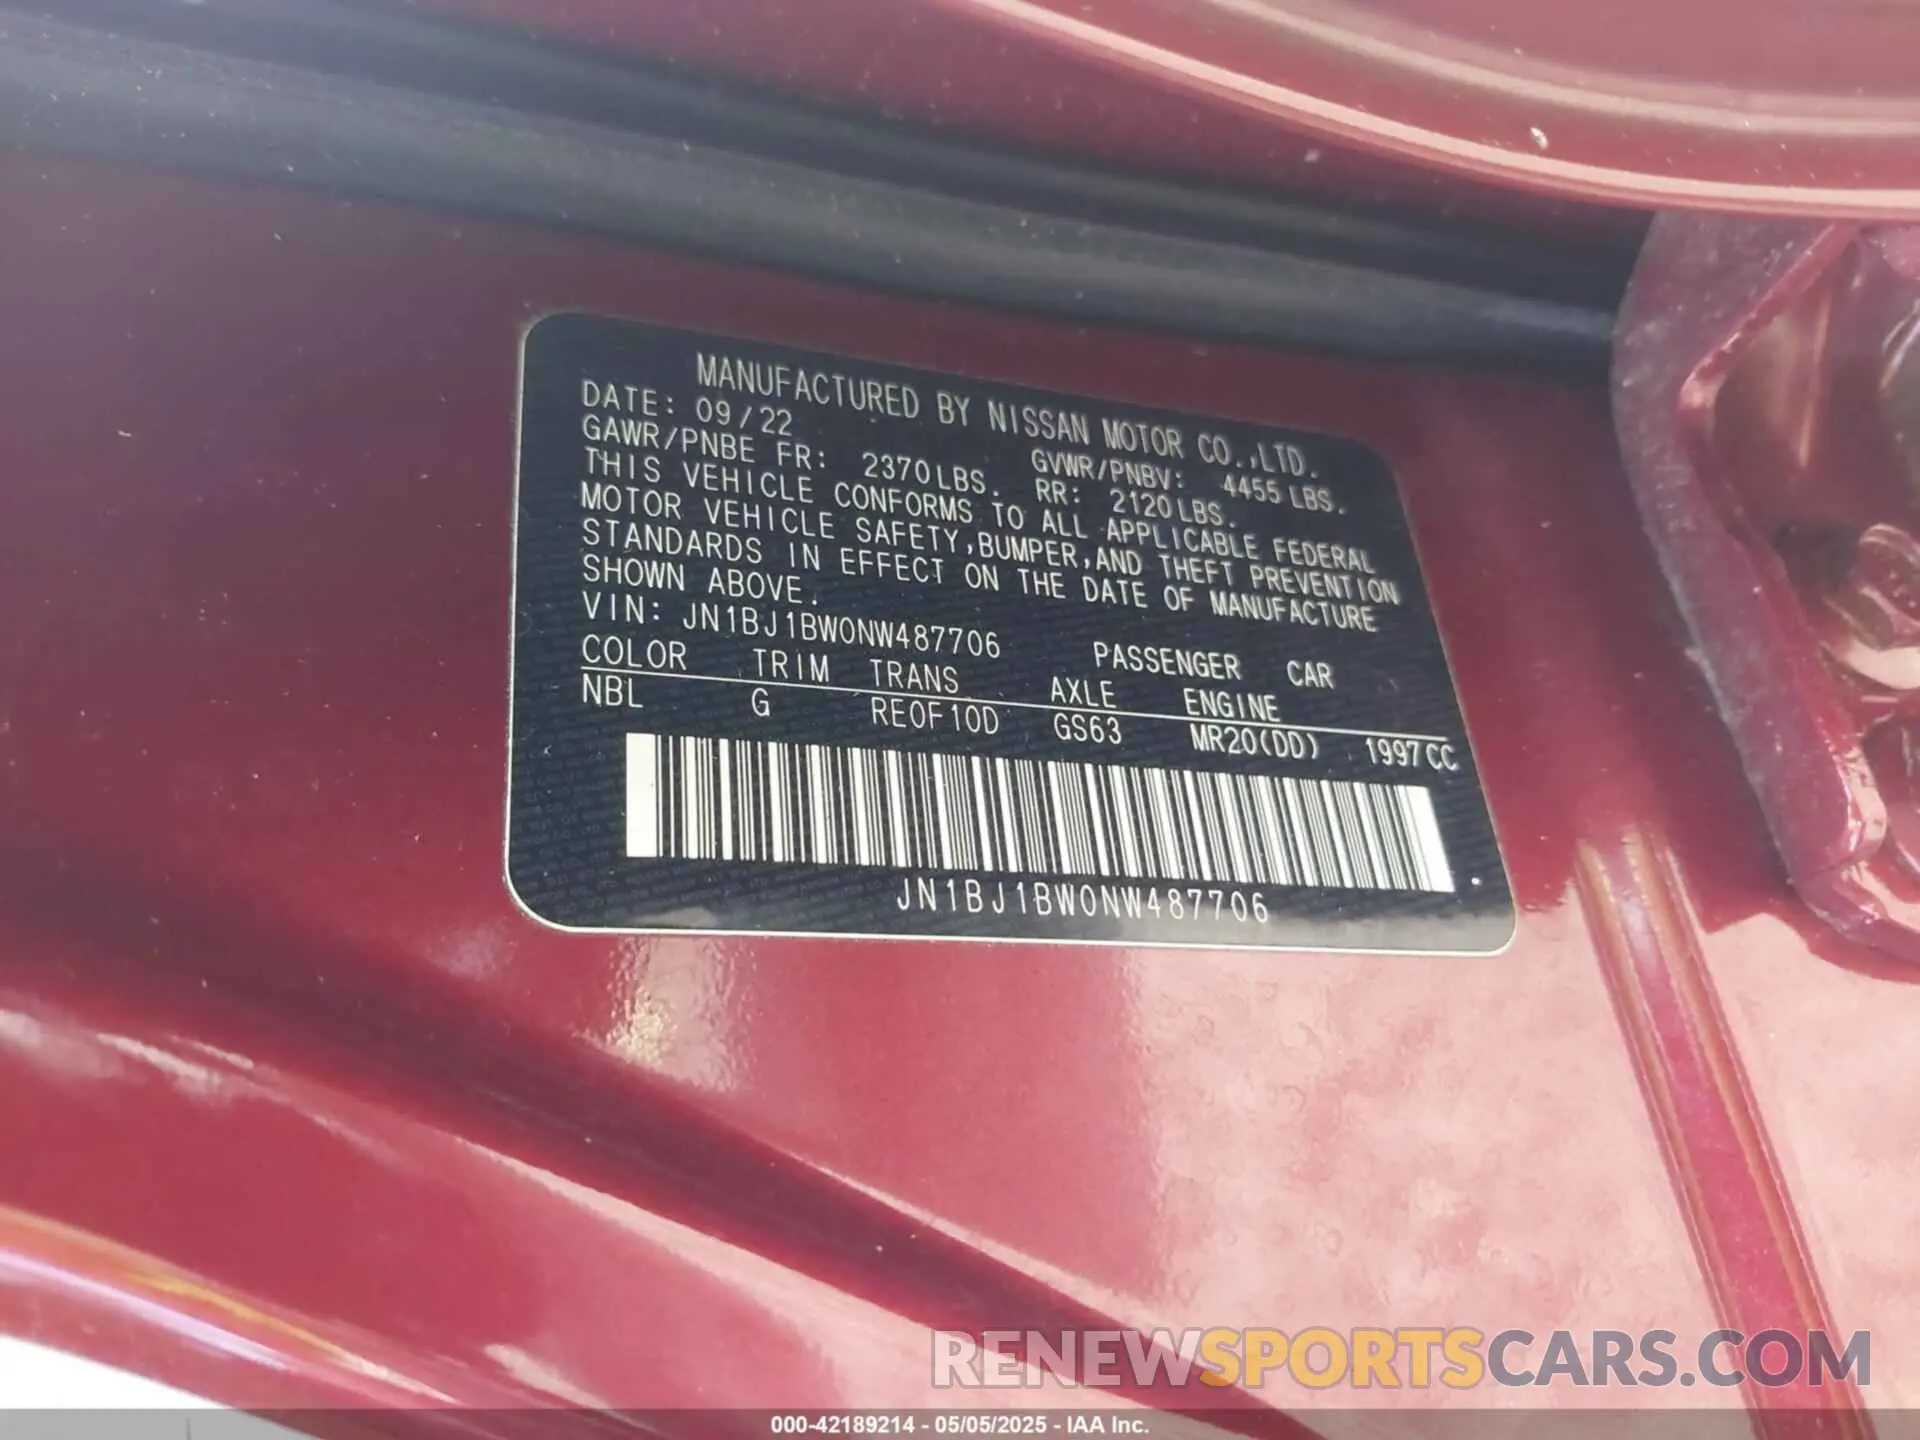 MANUFACTURED BY NISSAN MOTOR CO.,LTD.
DATE: 09/22 GVWR/PNBV: 4455 LBS.
GAWR/PNBE FR: 2370LBS. RR: 2120LBS.
THIS VEHICLE CONFORMS TO ALL APPLICABLE FEDERAL
MOTOR VEHICLE SAFETY,BUMPER,AND THEFT PREVENTION
STANDARDS IN EFFECT ON THE DATE OF MANUFACTURE
SHOWN ABOVE.
VIN: JN1BJ1BW0NW487706 PASSENGER CAR
COLOR TRIM TRANS AXLE ENGINE
NBL G RE0F10D GS63 MR20(DD) 1997CC
JN1BJ1BW0NW487706
RENEWSPORTSCARS.COM
000-42189214 - 05/05/2025 - IAA Inc.